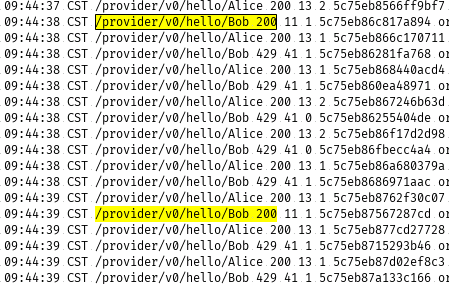 09:44:37 CST /provider/v0/hello/Alice 200 13 2 5c75eb8566ff9bf7
09:44:38 CST /provider/v0/hello/Bob 200 11 1 5c75eb86c817a894 or
09:44:38 CST /provider/v0/hello/Alice 200 13 1 5c75eb866c170711
09:44:38 CST /provider/v0/hello/Bob 429 41 1 5c75eb86281fa768 or
09:44:38 CST /provider/v0/hello/Alice 200 13 1 5c75eb868440acd4
09:44:38 CST /provider/v0/hello/Bob 429 41 1 5c75eb860ea48971 or
09:44:38 CST /provider/v0/hello/Alice 200 13 2 5c75eb867246b63d
09:44:38 CST /provider/v0/hello/Bob 429 41 0 5c75eb86255404de or
09:44:38 CST /provider/v0/hello/Alice 200 13 2 5c75eb86f17d2d98
09:44:38 CST /provider/v0/hello/Bob 429 41 0 5c75eb86fbecc4a4 or
09:44:38 CST /provider/v0/hello/Alice 200 13 1 5c75eb86a680379a
09:44:38 CST /provider/v0/hello/Bob 429 41 1 5c75eb8686971aac or
09:44:39 CST /provider/v0/hello/Alice 200 13 1 5c75eb8762f30c07
09:44:39 CST /provider/v0/hello/Bob 200 11 1 5c75eb87567287cd or
09:44:39 CST /provider/v0/hello/Alice 200 13 1 5c75eb877cd27728
09:44:39 CST /provider/v0/hello/Bob 429 41 1 5c75eb8715293b46 or
09:44:39 CST /provider/v0/hello/Alice 200 13 1 5c75eb87d02ef8c3
09:44:39 CST /provider/v0/hello/Bob 429 41 1 5c75eb87a133c166 or